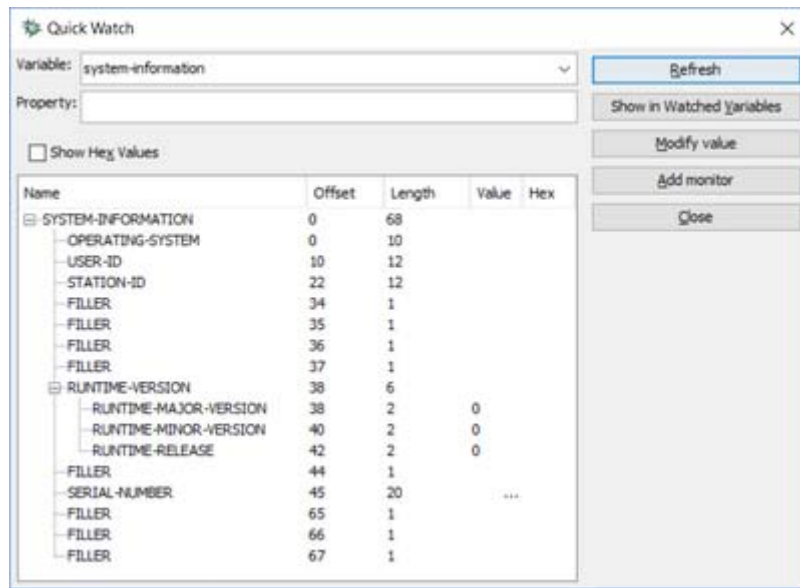 Quick Watch
Variable: system-information
Refresh
Property:
Show in Watched Variables
Show Hex Values
Modify value
Add monitor
Close
Name Offset Length Value Hex
SYSTEM-INFORMATION 0 68
OPERATING-SYSTEM 0 10
USER-ID 10 12
STATION-ID 22 12
FILLER 34 1
FILLER 35 1
FILLER 36 1
FILLER 37 1
RUNTIME-VERSION 38 6
RUNTIME-MAJOR-VERSION 38 2 0
RUNTIME-MINOR-VERSION 40 2 0
RUNTIME-RELEASE 42 2 0
FILLER 44 1
SERIAL-NUMBER 45 20 ...
FILLER 65 1
FILLER 66 1
FILLER 67 1